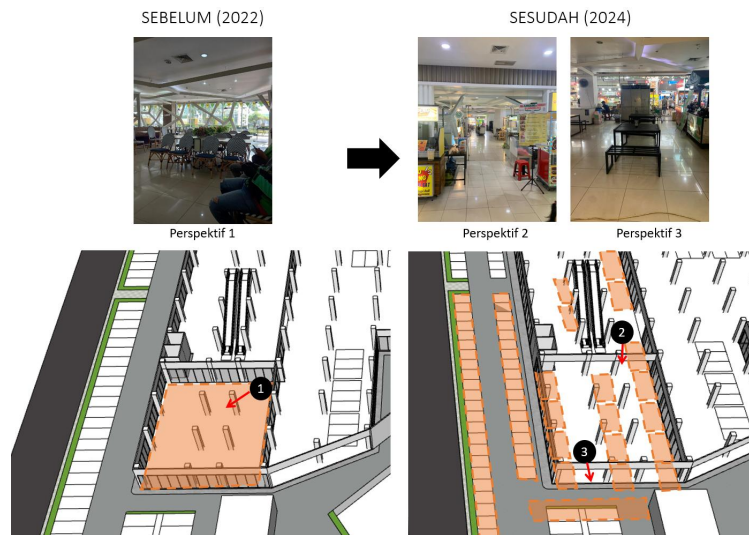 SEBELUM (2022)
SESUDAH (2024)
Perspektif 1
Perspektif 2
Perspektif 3
1
2
3